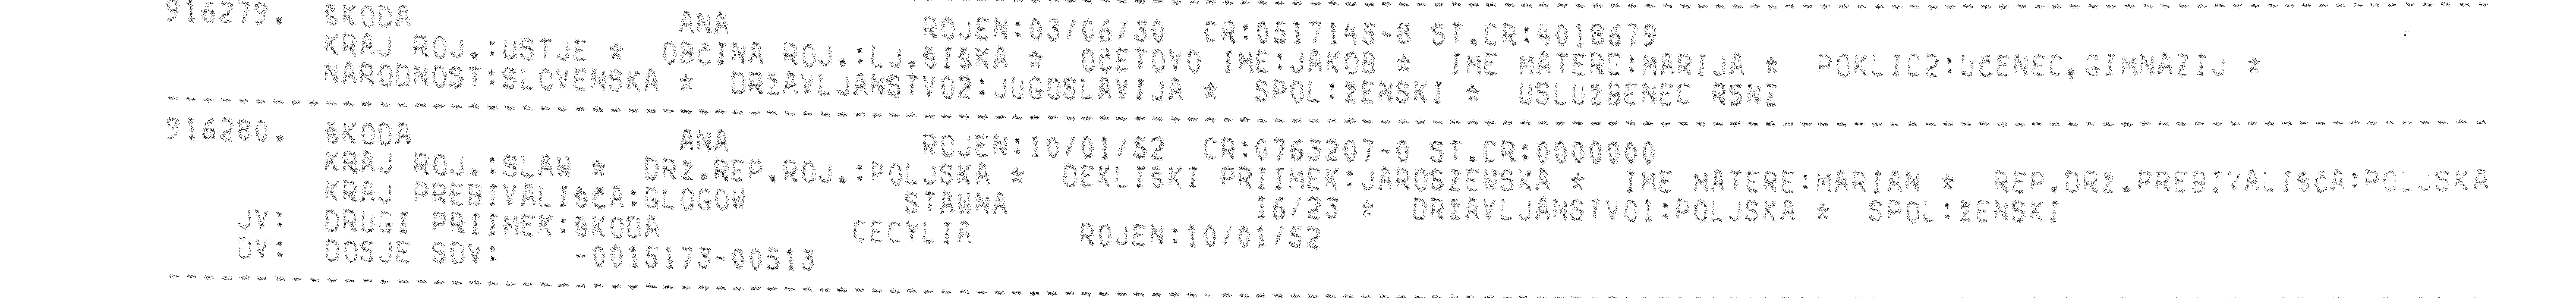 916279. ŠKODA ANA ROJEN:03/06/30 CR:0517145-8 ST.CR:4018679
KRAJ ROJ.:USTJE * OBČINA ROJ.:LJ.ŠIŠKA * OČETOVO IME:JAKOB * IME MATERE:MARIJA * POKLIC2:UČENEC,GIMNAZIJ *
NARODNOST:SLOVENSKA * DRŽAVLJANSTVO2:JUGOSLAVIJA * SPOL:ŽENSKI * USLUŽBENEC RSNZ
916280. ŠKODA ANA ROJEN:10/01/52 CR:0763207-0 ST.CR:0000000
KRAJ ROJ.:SLAW * DRŽ.REP.ROJ.:POLJSKA * DEKLIŠKI PRIIMEK:JAROSZEWSKA * IME MATERE:MARIAN * REP.DRŽ.PREBIVALIŠČA:POLJSKA
KRAJ PREBIVALIŠČA:GLOGOW STAWNA 16/23 * DRŽAVLJANSTVO1:POLJSKA * SPOL:ŽENSKI
JV: DRUGI PRIIMEK:ŠKODA CECYLIA ROJEN:10/01/52
DV: DOSJE SDV: -0015173-00513